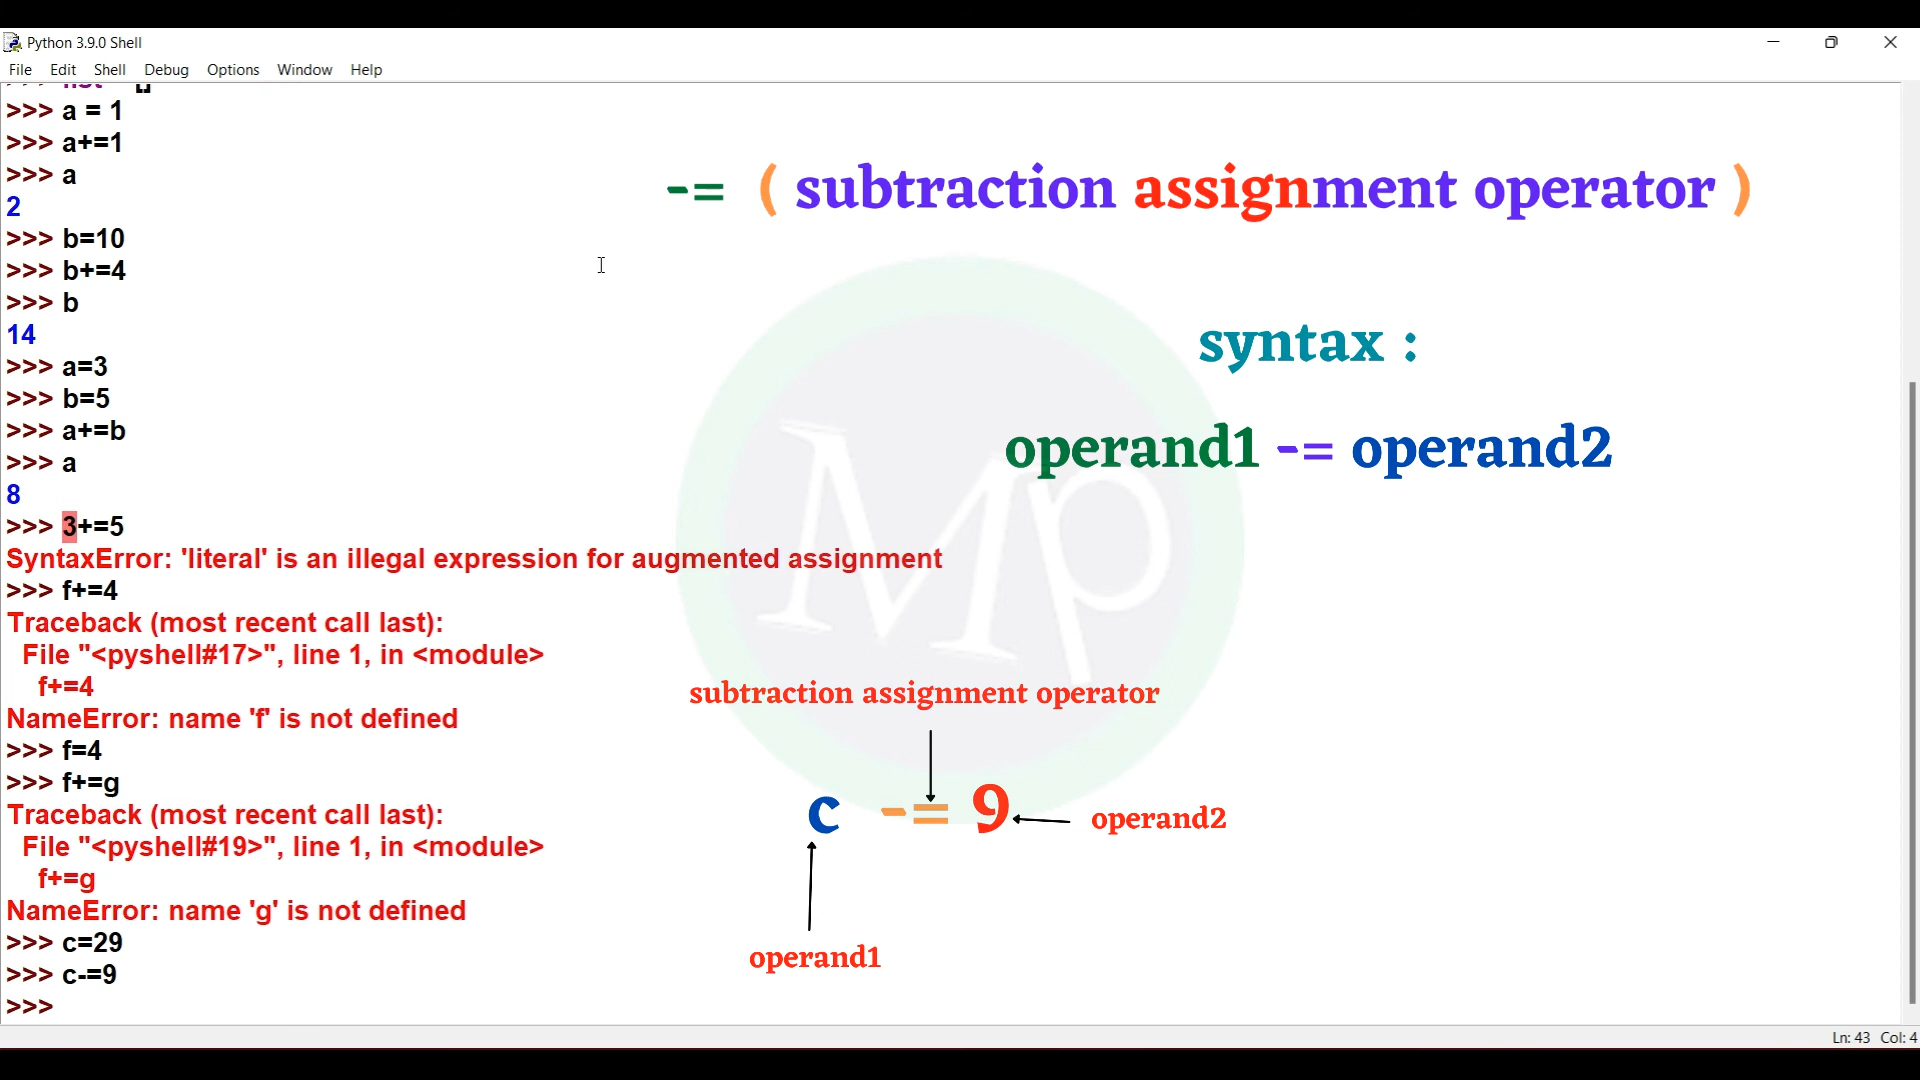 Python 3.9.0 Shell
File Edit Shell Debug Options Window Help
>>> a = 1
>>> a+=1
>>> a
2
>>> b=10
>>> b+=4
>>> b
14
>>> a=3
>>> b=5
>>> a+=b
>>> a
8
>>> 3+=5
SyntaxError: 'literal' is an illegal expression for augmented assignment
>>> f+=4
Traceback (most recent call last):
File "<pyshell#17>", line 1, in <module>
f+=4
NameError: name 'f' is not defined
>>> f=4
>>> f+=g
Traceback (most recent call last):
File "<pyshell#19>", line 1, in <module>
f+=g
NameError: name 'g' is not defined
>>> c=29
>>> c-=9
>>>
-= ( subtraction assignment operator )
syntax :
operand1 -= operand2
Mp
subtraction assignment operator
c -= 9
operand2
operand1
Ln: 43 Col: 4